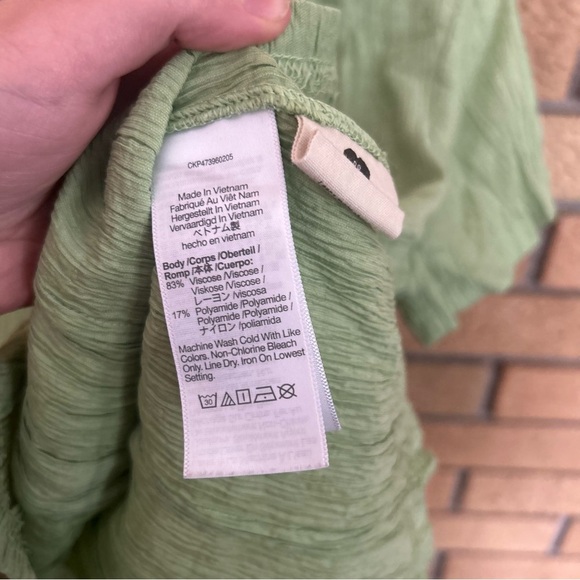 CKP473960205
Made In Vietnam
Fabriqué Au Viêt Nam
Hergestellt In Vietnam
Vervaardigd In Vietnam
ベトナム製
hecho en vietnam
Body /Corps /Oberteil /
Romp /本体 /Cuerpo:
83% Viscose /Viscose/
Viskose /Viscose /
レーヨン /viscosa
17% Polyamide /Polyamide/
Polyamide /Polyamide /
ナイロン /poliamida
Machine Wash Cold With Like
Colors. Non-Chlorine Bleach
Only. Line Dry. Iron On Lowest
Setting.
30